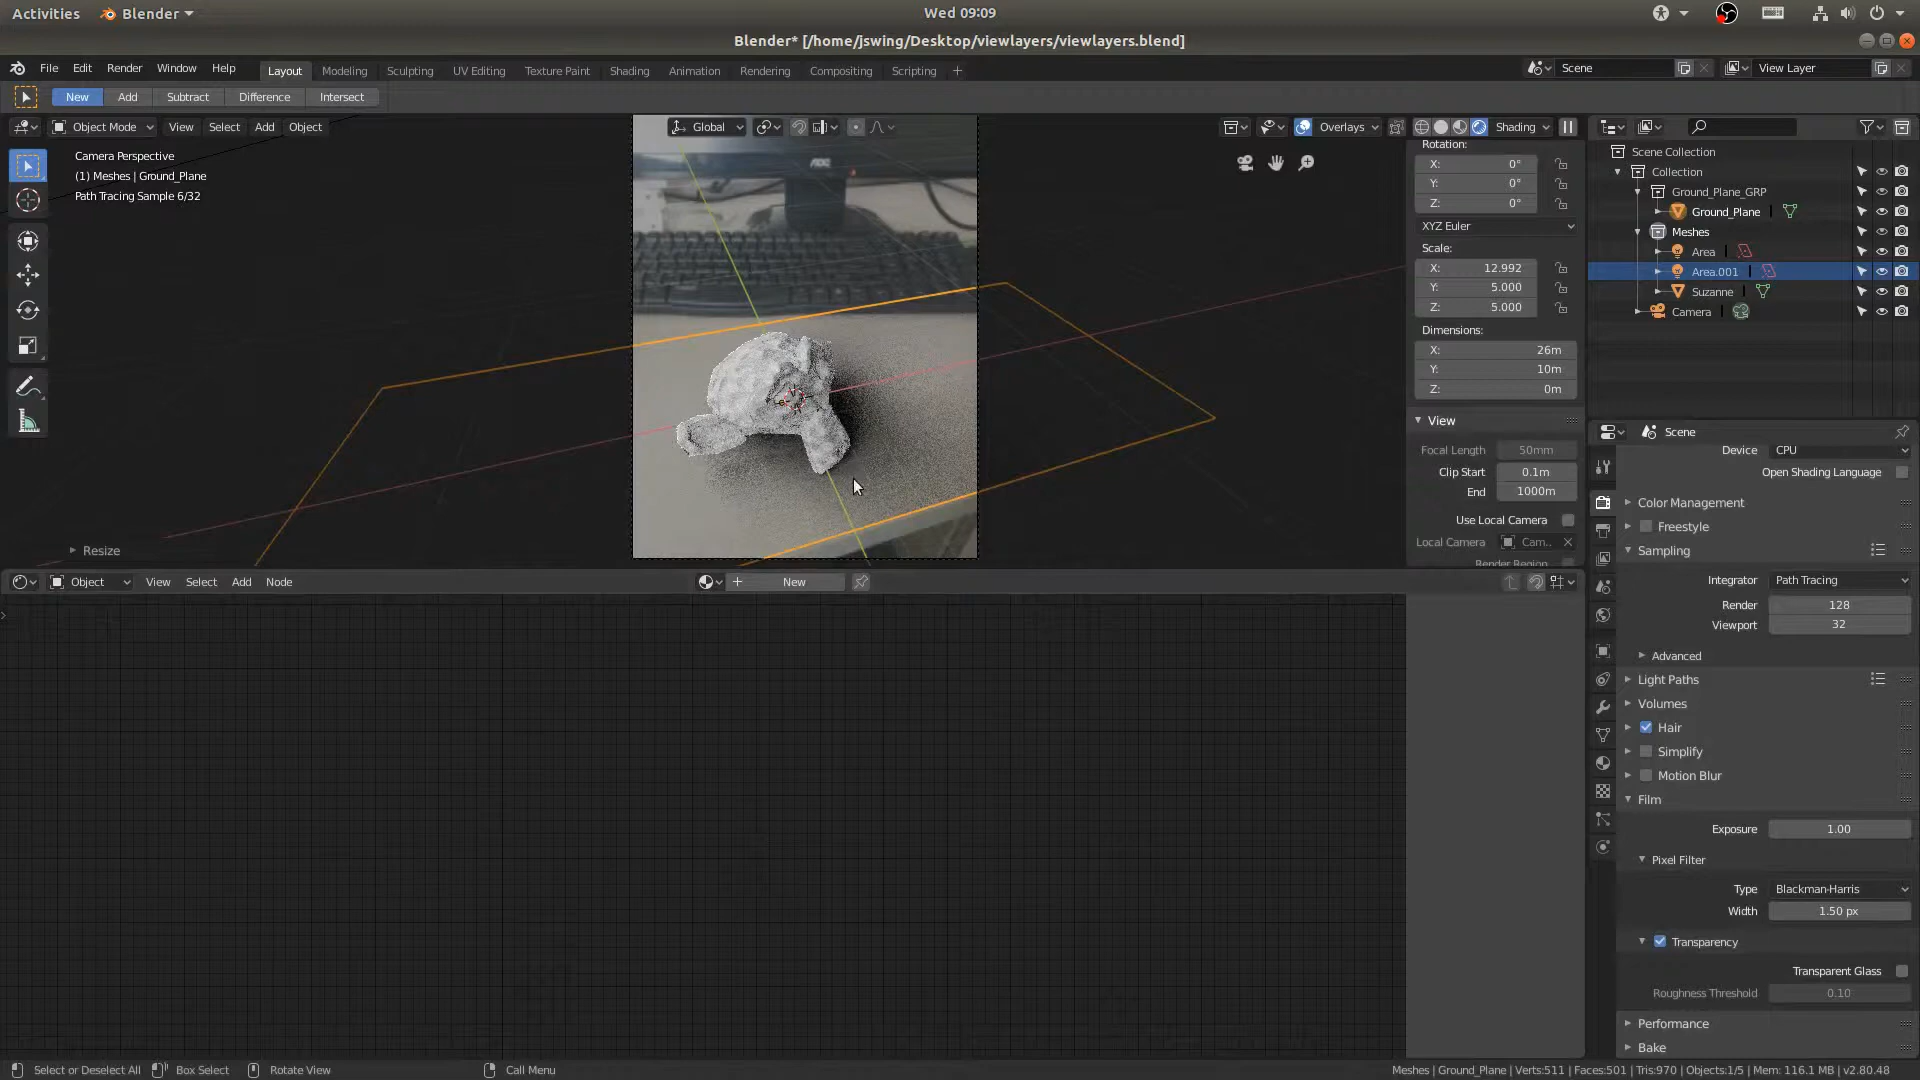 Activities Blender Wed 09:09
Blender* [/home/jswing/Desktop/viewlayers/viewlayers.blend]
File Edit Render Window Help Layout Modeling Sculpting UV Editing Texture Paint Shading Animation Rendering Compositing Scripting + Scene View Layer
New Add Subtract Difference Intersect
Object Mode View Select Add Object Global Overlays Shading
Camera Perspective
(1) Meshes | Ground_Plane
Path Tracing Sample 6/32
AOC
Resize
Rotation:
X: 0°
Y: 0°
Z: 0°
XYZ Euler
Scale:
X: 12.992
Y: 5.000
Z: 5.000
Dimensions:
X: 26m
Y: 10m
Z: 0m
View
Focal Length 50mm
Clip Start 0.1m
End 1000m
Use Local Camera
Local Camera Cam..
Render Region
Scene Collection
Collection
Ground_Plane_GRP
Ground_Plane
Meshes
Area
Area.001
Suzanne
Camera
Scene
Device CPU
Open Shading Language
Color Management
Freestyle
Sampling
Integrator Path Tracing
Render 128
Viewport 32
Advanced
Light Paths
Volumes
Hair
Simplify
Motion Blur
Film
Exposure 1.00
Pixel Filter
Type Blackman-Harris
Width 1.50 px
Transparency
Transparent Glass
Roughness Threshold 0.10
Performance
Bake
Object View Select Add Node New
Select or Deselect All Box Select Rotate View Call Menu Meshes | Ground_Plane | Verts:511 | Faces:501 | Tris:970 | Objects:1/5 | Mem: 116.1 MB | v2.80.48